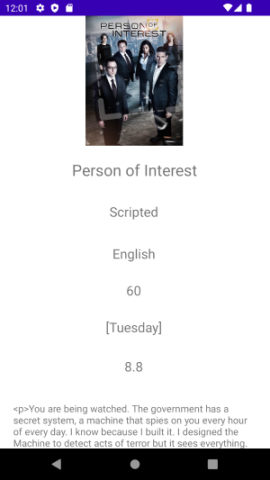 12:01
PERSON OF
INTEREST
Person of Interest
Scripted
English
60
[Tuesday]
8.8
<p>You are being watched. The government has a
secret system, a machine that spies on you every hour
of every day. I know because I built it. I designed the
Machine to detect acts of terror but it sees everything.